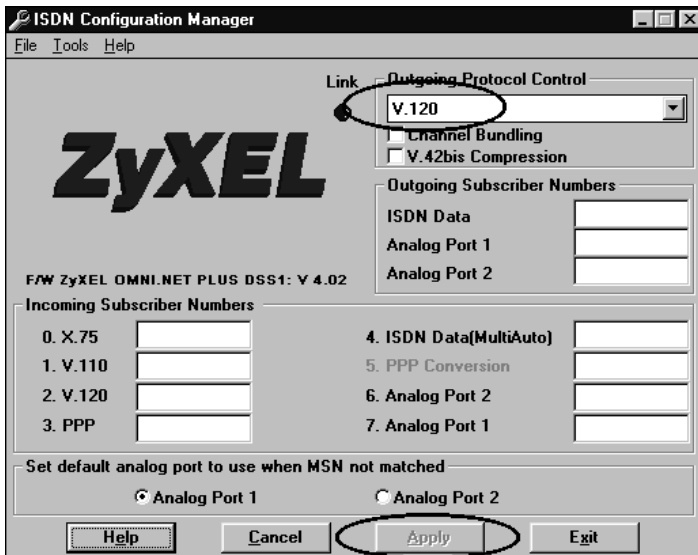 ISDN Configuration Manager
File Tools Help
Link
Outgoing Protocol Control
V.120
Channel Bundling
V.42bis Compression
ZyXEL
Outgoing Subscriber Numbers
ISDN Data
Analog Port 1
Analog Port 2
F/W ZyXEL OMNI.NET PLUS DSS1: V 4.02
Incoming Subscriber Numbers
0. X.75
1. V.110
2. V.120
3. PPP
4. ISDN Data(MultiAuto)
5. PPP Conversion
6. Analog Port 2
7. Analog Port 1
Set default analog port to use when MSN not matched
Analog Port 1 Analog Port 2
Help Cancel Apply Exit